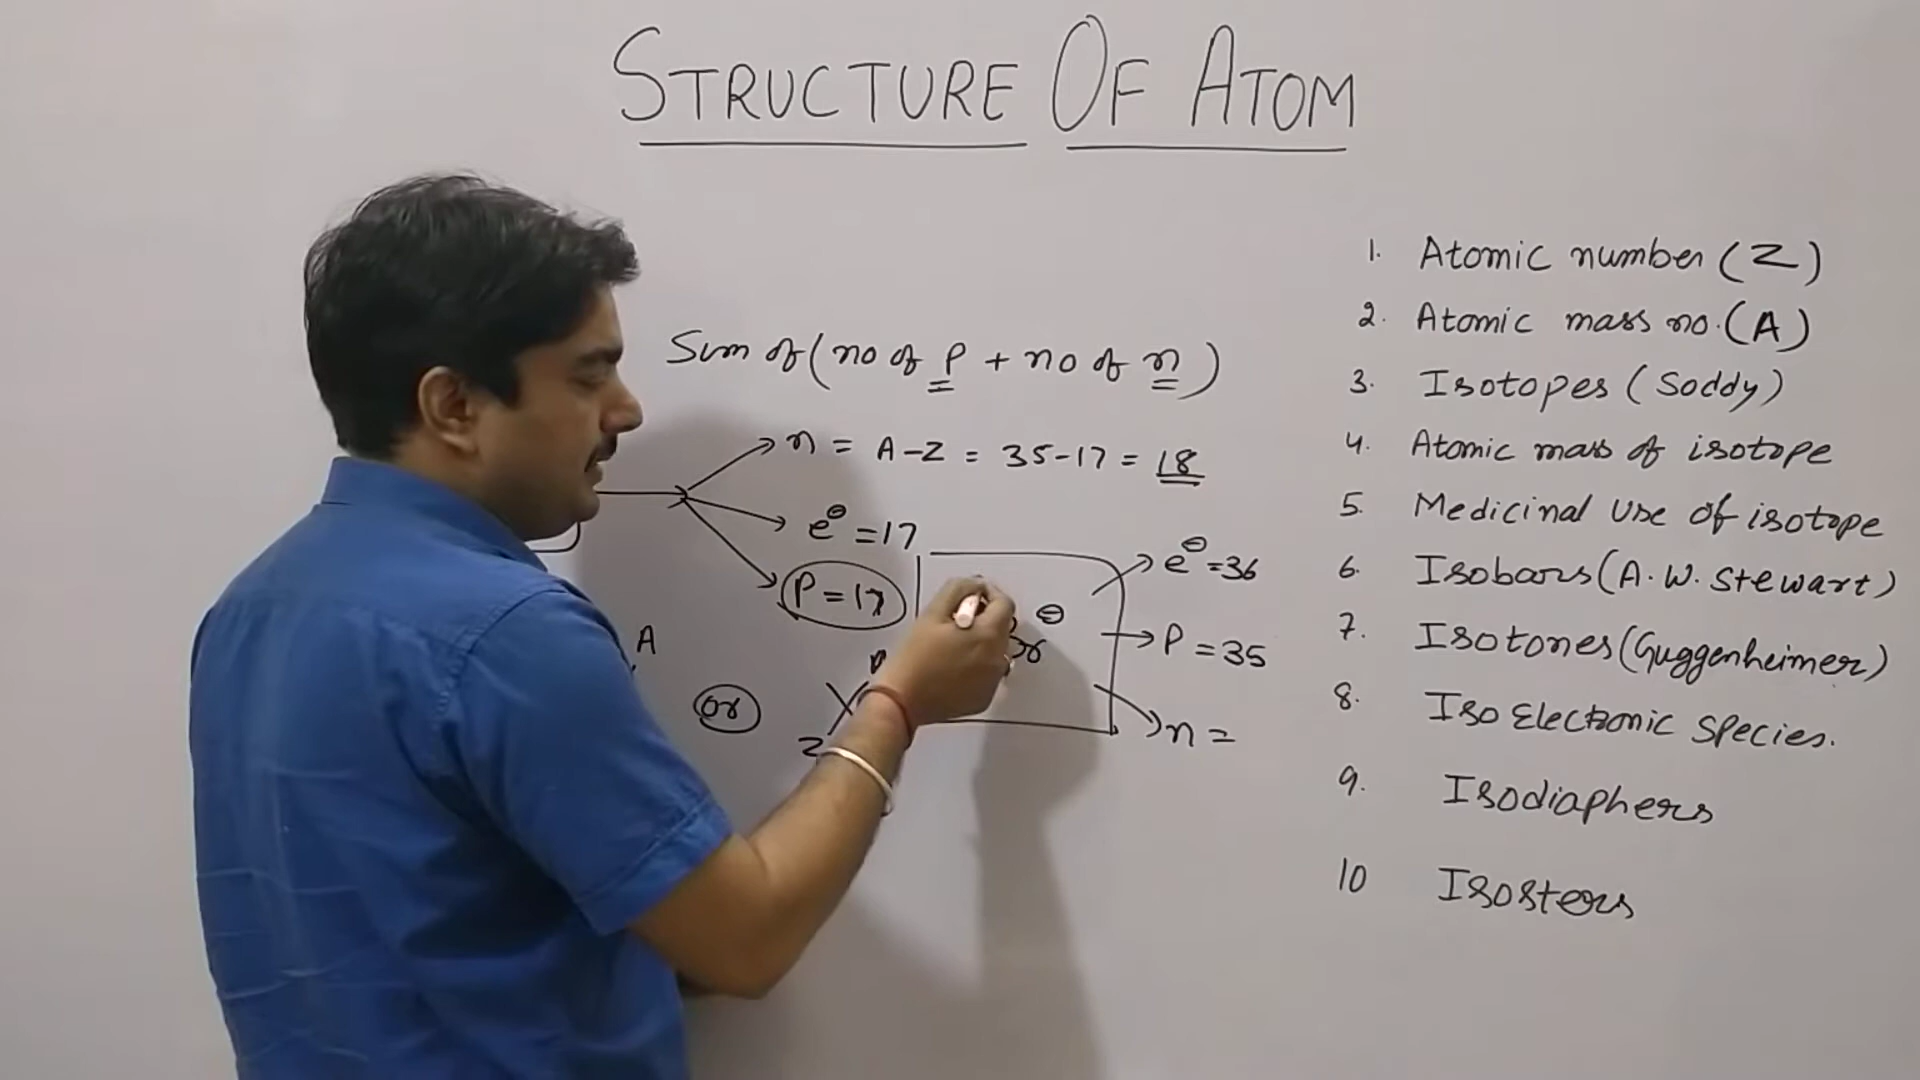 STRUCTURE OF ATOM
Sum of (no of p + no of n)
n = A-Z = 35-17 = 18
e⊖ = 17
P = 17
A
or
Z
Br⊖
e⊖ = 36
P = 35
n =
1. Atomic number (Z)
2. Atomic mass no. (A)
3. Isotopes (Soddy)
4. Atomic mass of isotope
5. Medicinal Use of isotope
6. Isobars (A.W. Stewart)
7. Isotones (Guggenheimer)
8. Iso Electronic Species.
9. Isodiaphers
10 Isosters